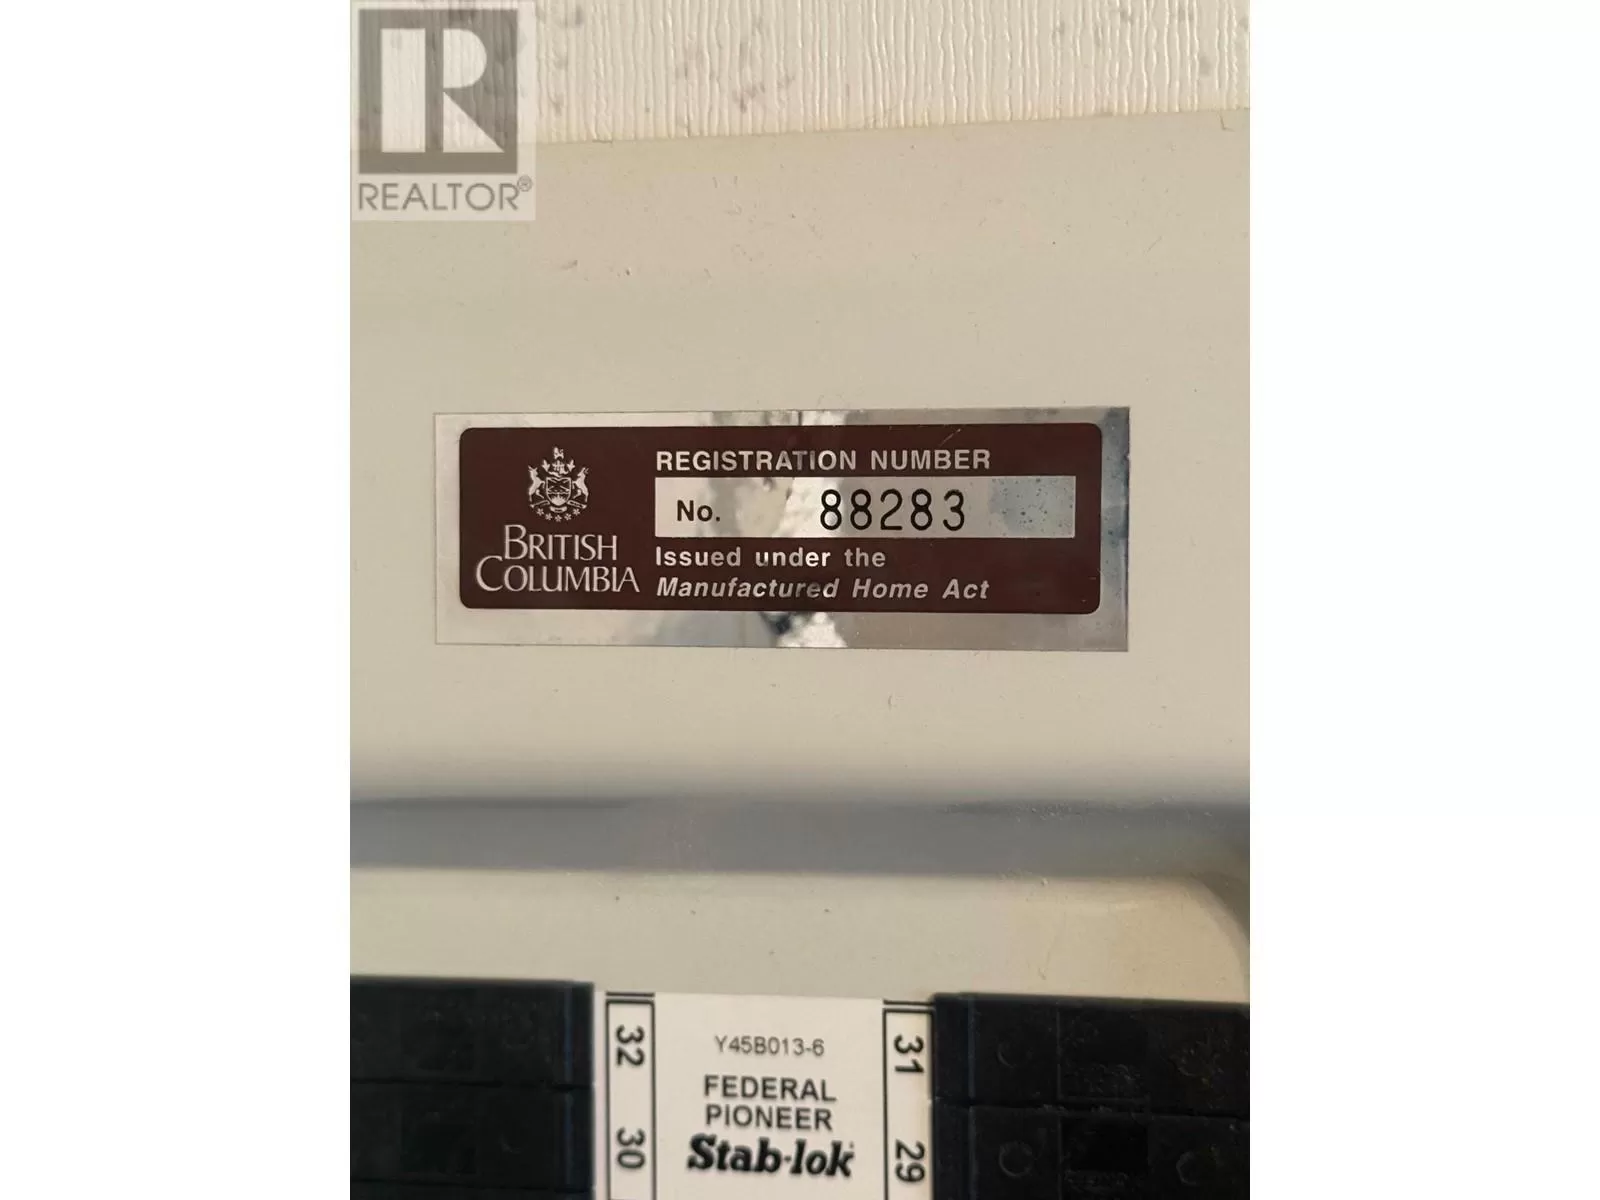 R
REALTOR®
REGISTRATION NUMBER
No. 88283
BRITISH
COLUMBIA
Issued under the
Manufactured Home Act
32
31
Y45B013-6
FEDERAL
PIONEER
Stab-lok
30
29